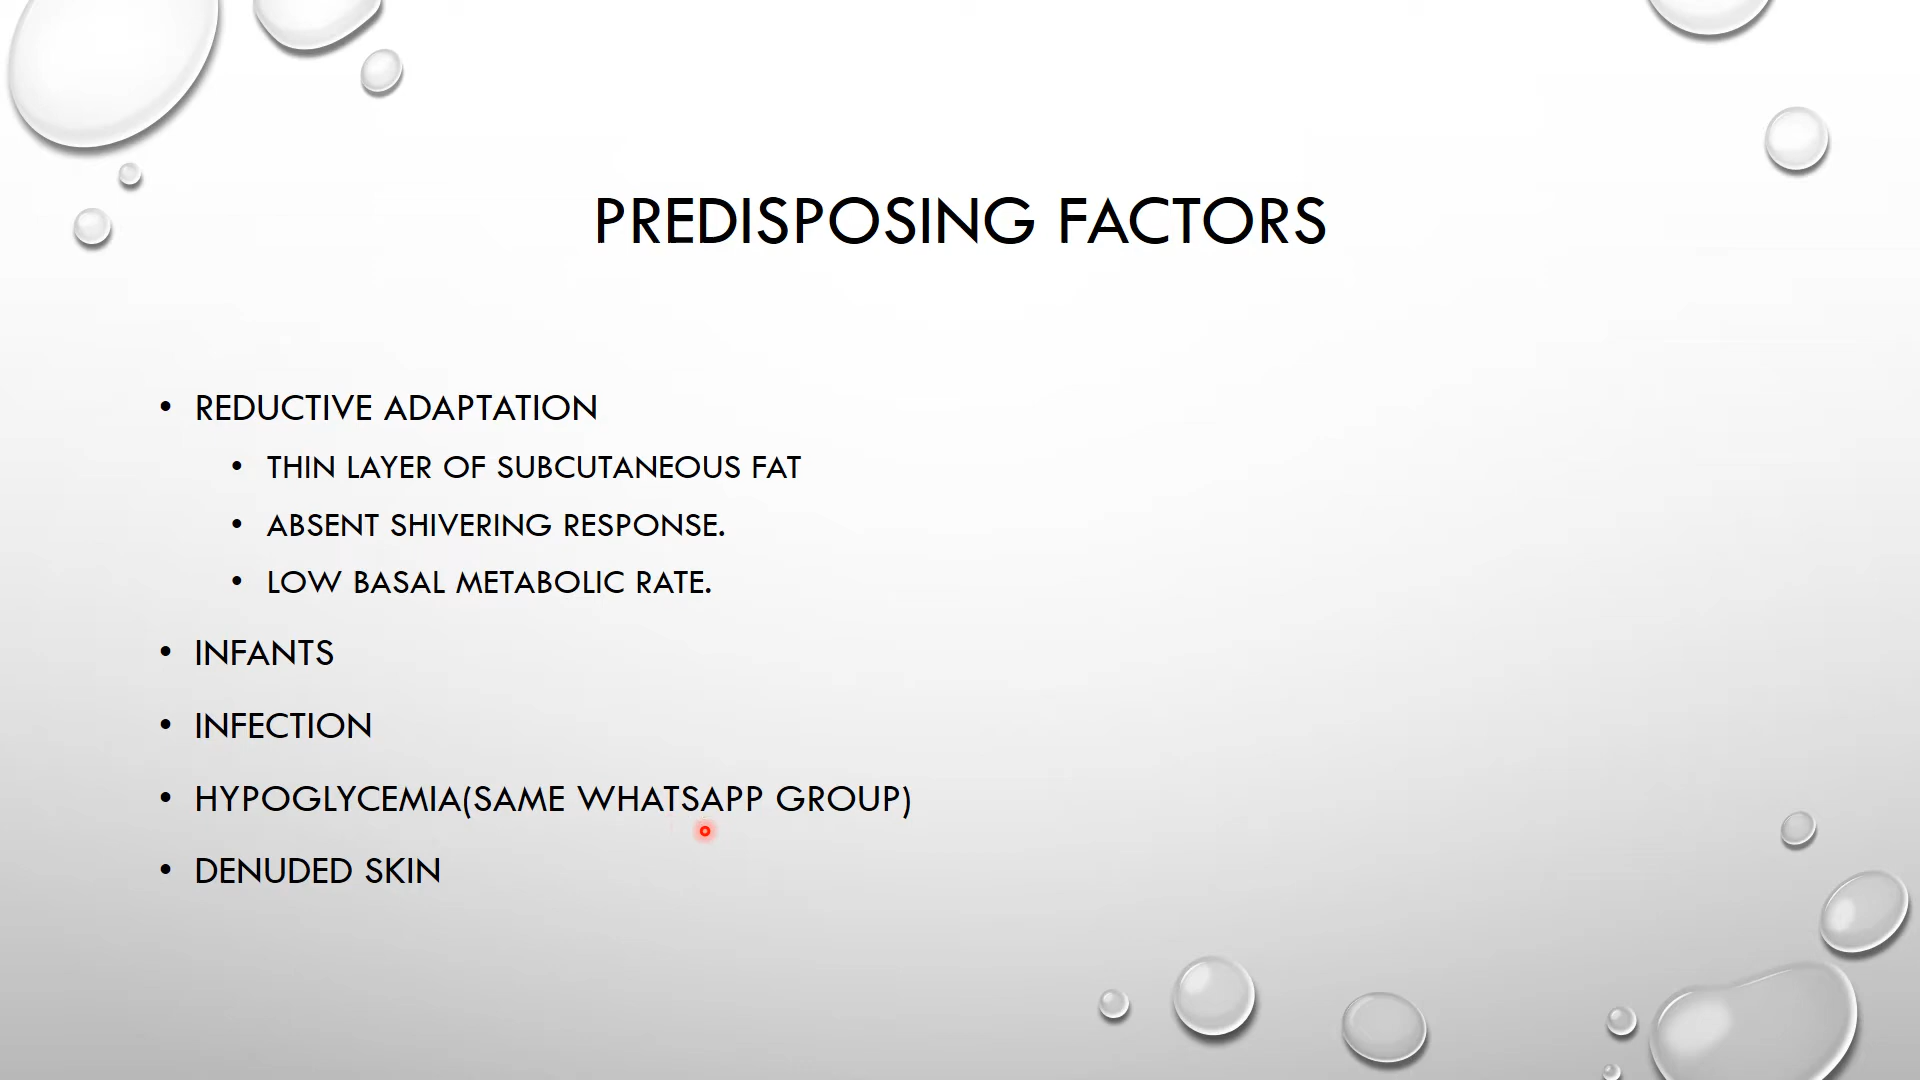 PREDISPOSING FACTORS
• REDUCTIVE ADAPTATION
• THIN LAYER OF SUBCUTANEOUS FAT
• ABSENT SHIVERING RESPONSE.
• LOW BASAL METABOLIC RATE.
• INFANTS
• INFECTION
• HYPOGLYCEMIA(SAME WHATSAPP GROUP)
• DENUDED SKIN